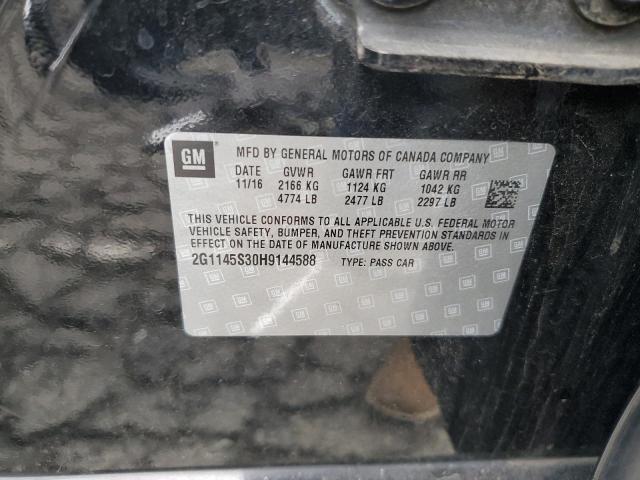 GM
MFD BY GENERAL MOTORS OF CANADA COMPANY
DATE GVWR GAWR FRT GAWR RR
11/16 2166 KG 1124 KG 1042 KG
4774 LB 2477 LB 2297 LB
THIS VEHICLE CONFORMS TO ALL APPLICABLE U.S. FEDERAL MOTOR
VEHICLE SAFETY, BUMPER, AND THEFT PREVENTION STANDARDS IN
EFFECT ON THE DATE OF MANUFACTURE SHOWN ABOVE.
2G1145S30H9144588 TYPE: PASS CAR